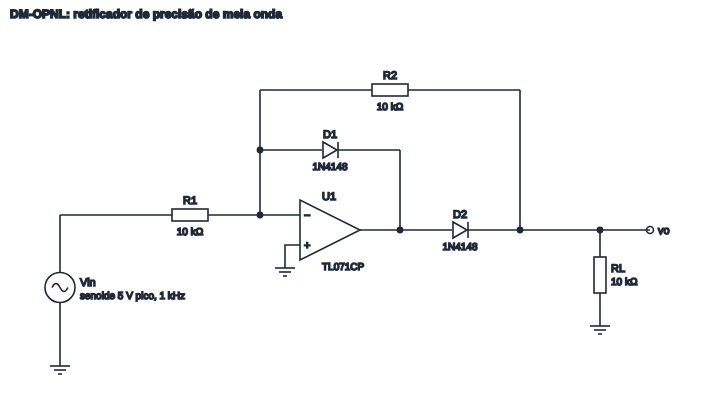 DM-OPNL: retificador de precisão de meia onda
R2
10 kΩ
D1
1N4148
R1
10 kΩ
U1
−
+
TL071CP
D2
1N4148
vo
RL
10 kΩ
Vin
senoide 5 V pico, 1 kHz